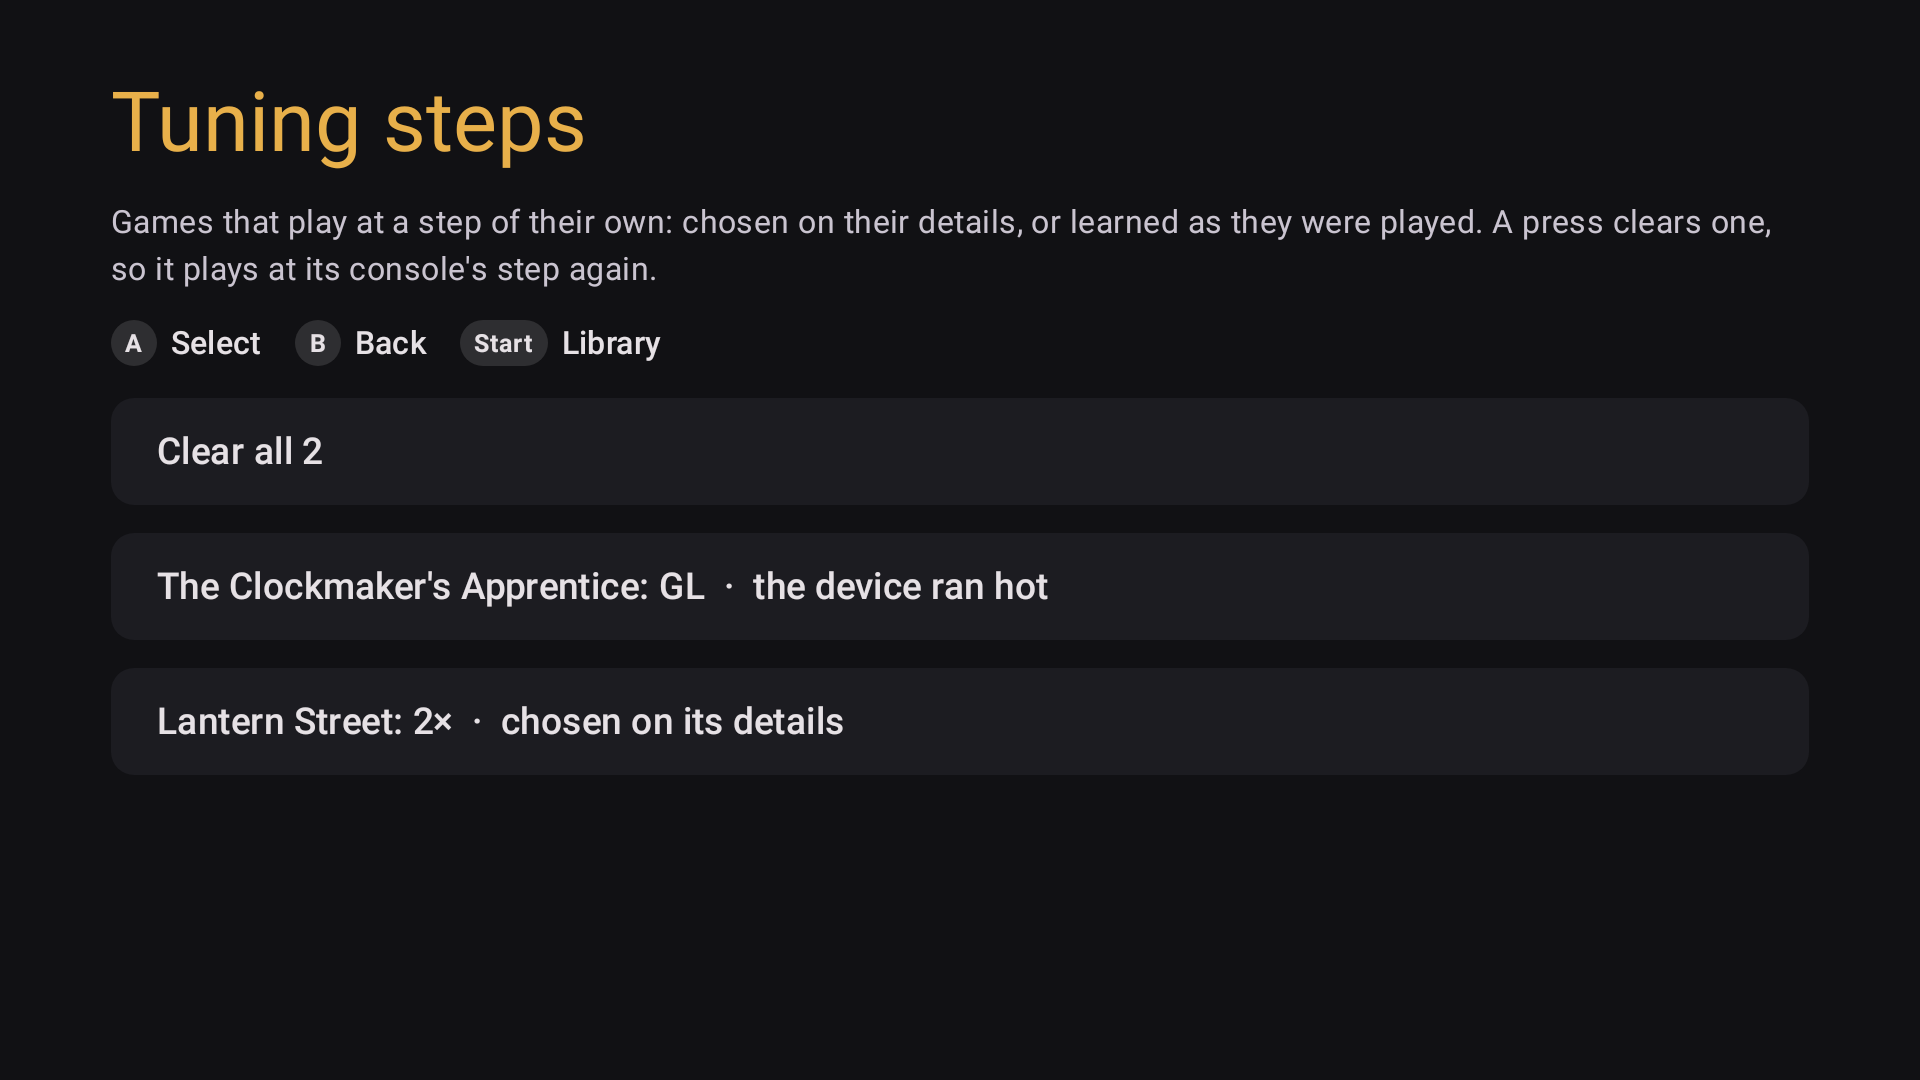 Tuning steps
Games that play at a step of their own: chosen on their details, or learned as they were played. A press clears one,
so it plays at its console's step again.
A Select B Back Start Library
Clear all 2
The Clockmaker's Apprentice: GL · the device ran hot
Lantern Street: 2× · chosen on its details